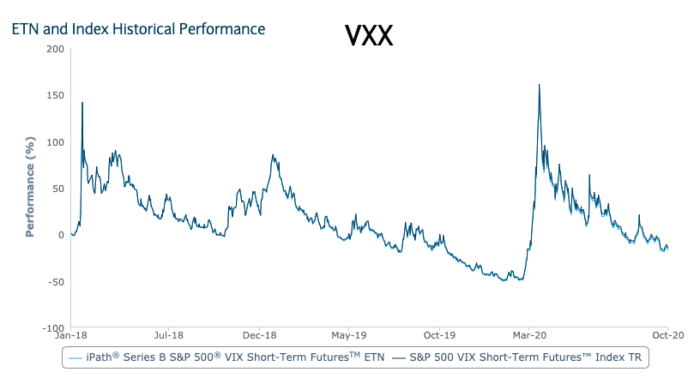 ETN and Index Historical Performance
VXX
Performance (%)
200
150
100
50
0
-50
-100
Jan-18 Jul-18 Dec-18 May-19 Oct-19 Mar-20 Oct-20
iPath® Series B S&P 500® VIX Short-Term Futures™ ETN S&P 500 VIX Short-Term Futures™ Index TR